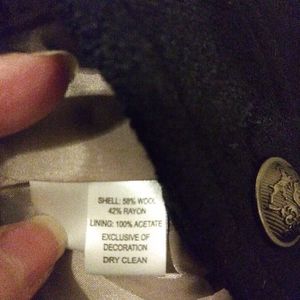 SHELL: 58% WOOL
42% RAYON
LINING: 100% ACETATE
EXCLUSIVE OF
DECORATION
DRY CLEAN